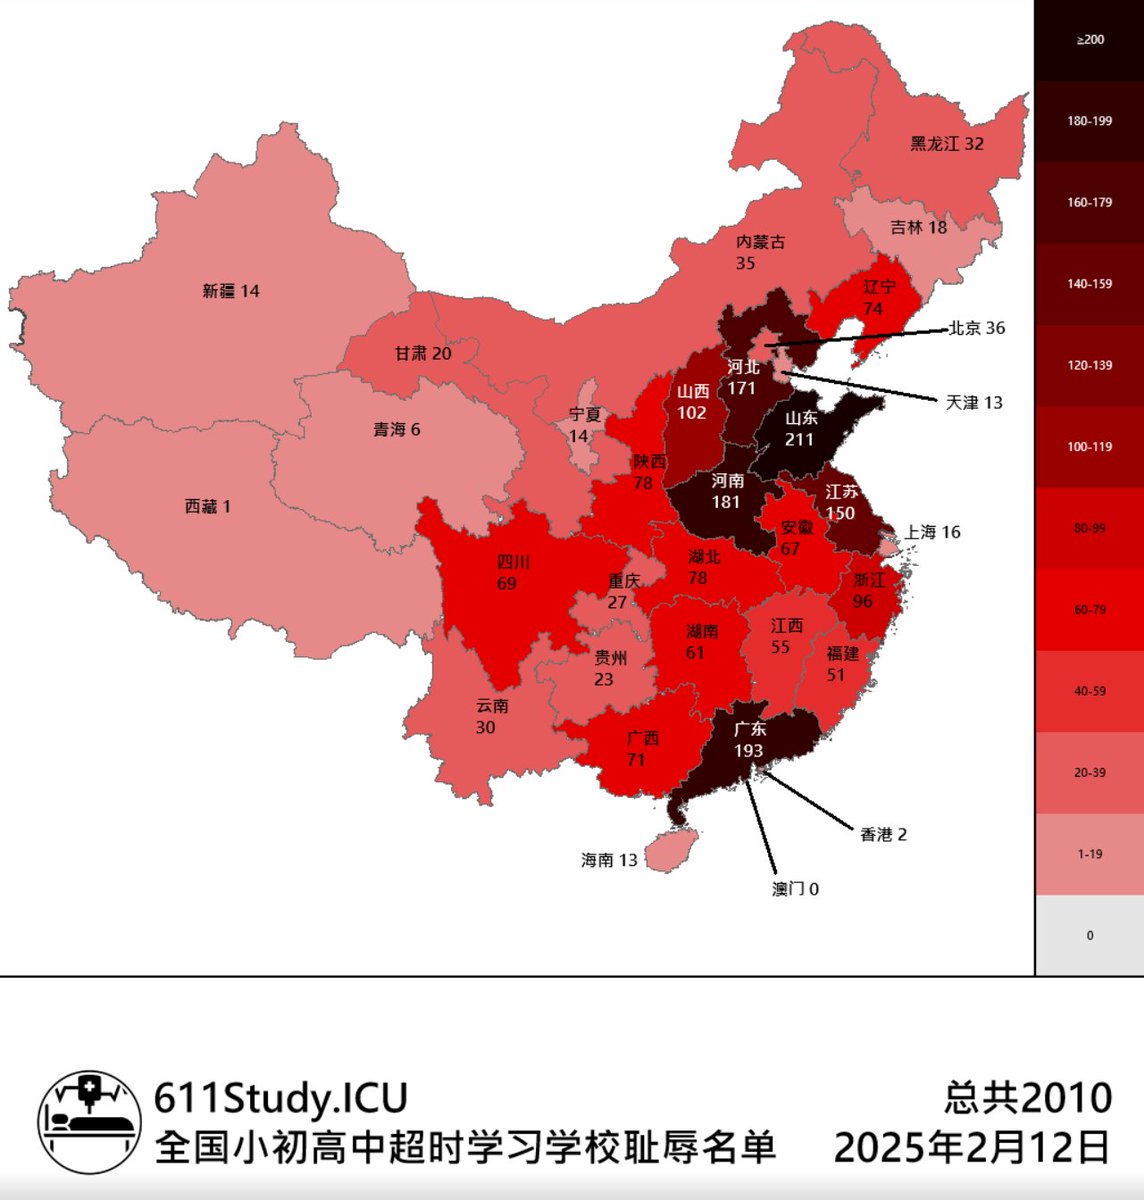 ≥200
180-199
160-179
140-159
120-139
100-119
80-99
60-79
40-59
20-39
1-19
0
黑龙江 32
吉林 18
内蒙古
35
辽宁
74
新疆 14
北京 36
甘肃 20
河北
171
天津 13
山西
102
宁夏
14
山东
211
青海 6
陕西
78
河南
181
江苏
150
西藏 1
安徽
67
上海 16
四川
69
湖北
78
重庆
27
浙江
96
湖南
61
江西
55
福建
51
贵州
23
云南
30
广西
71
广东
193
香港 2
海南 13
澳门 0
611Study.ICU
全国小初高中超时学习学校耻辱名单
总共2010
2025年2月12日